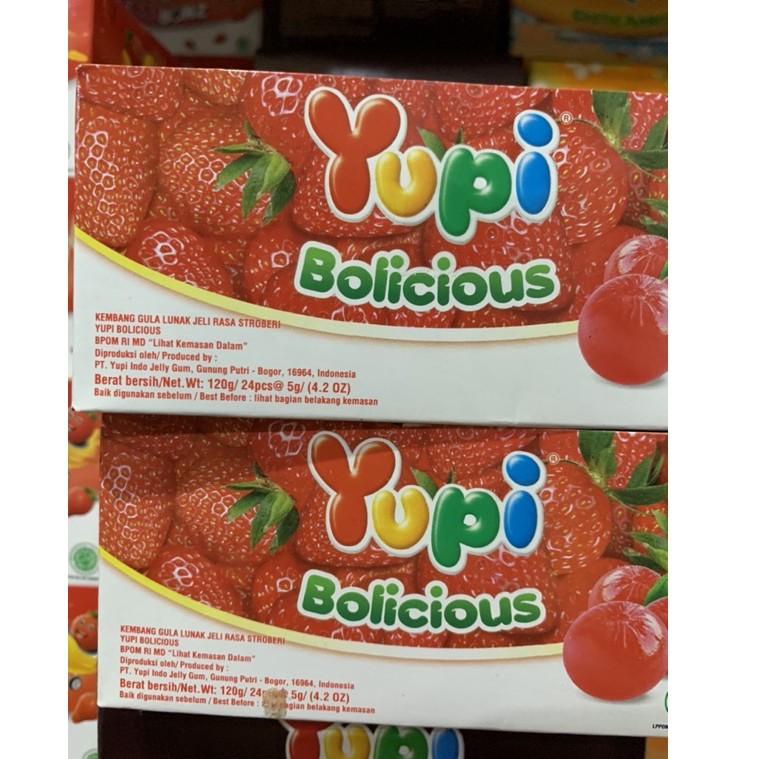 Yupi®
Bolicious
KEMBANG GULA LUNAK JELI RASA STROBERI
YUPI BOLICIOUS
BPOM RI MD "Lihat Kemasan Dalam"
Diproduksi oleh/ Produced by :
PT. Yupi Indo Jelly Gum, Gunung Putri - Bogor, 16964, Indonesia
Berat bersih/Net.Wt: 120g/ 24pcs@ 5g/ (4.2 OZ)
Baik digunakan sebelum / Best Before : lihat bagian belakang kemasan
Yupi®
Bolicious
KEMBANG GULA LUNAK JELI RASA STROBERI
YUPI BOLICIOUS
BPOM RI MD "Lihat Kemasan Dalam"
Diproduksi oleh/ Produced by :
PT. Yupi Indo Jelly Gum, Gunung Putri - Bogor, 16964, Indonesia
Berat bersih/Net.Wt: 120g/ 5g/ (4.2 OZ)
Baik digunakan sebelum / Best Before : bagian belakang kemasan
Yupi